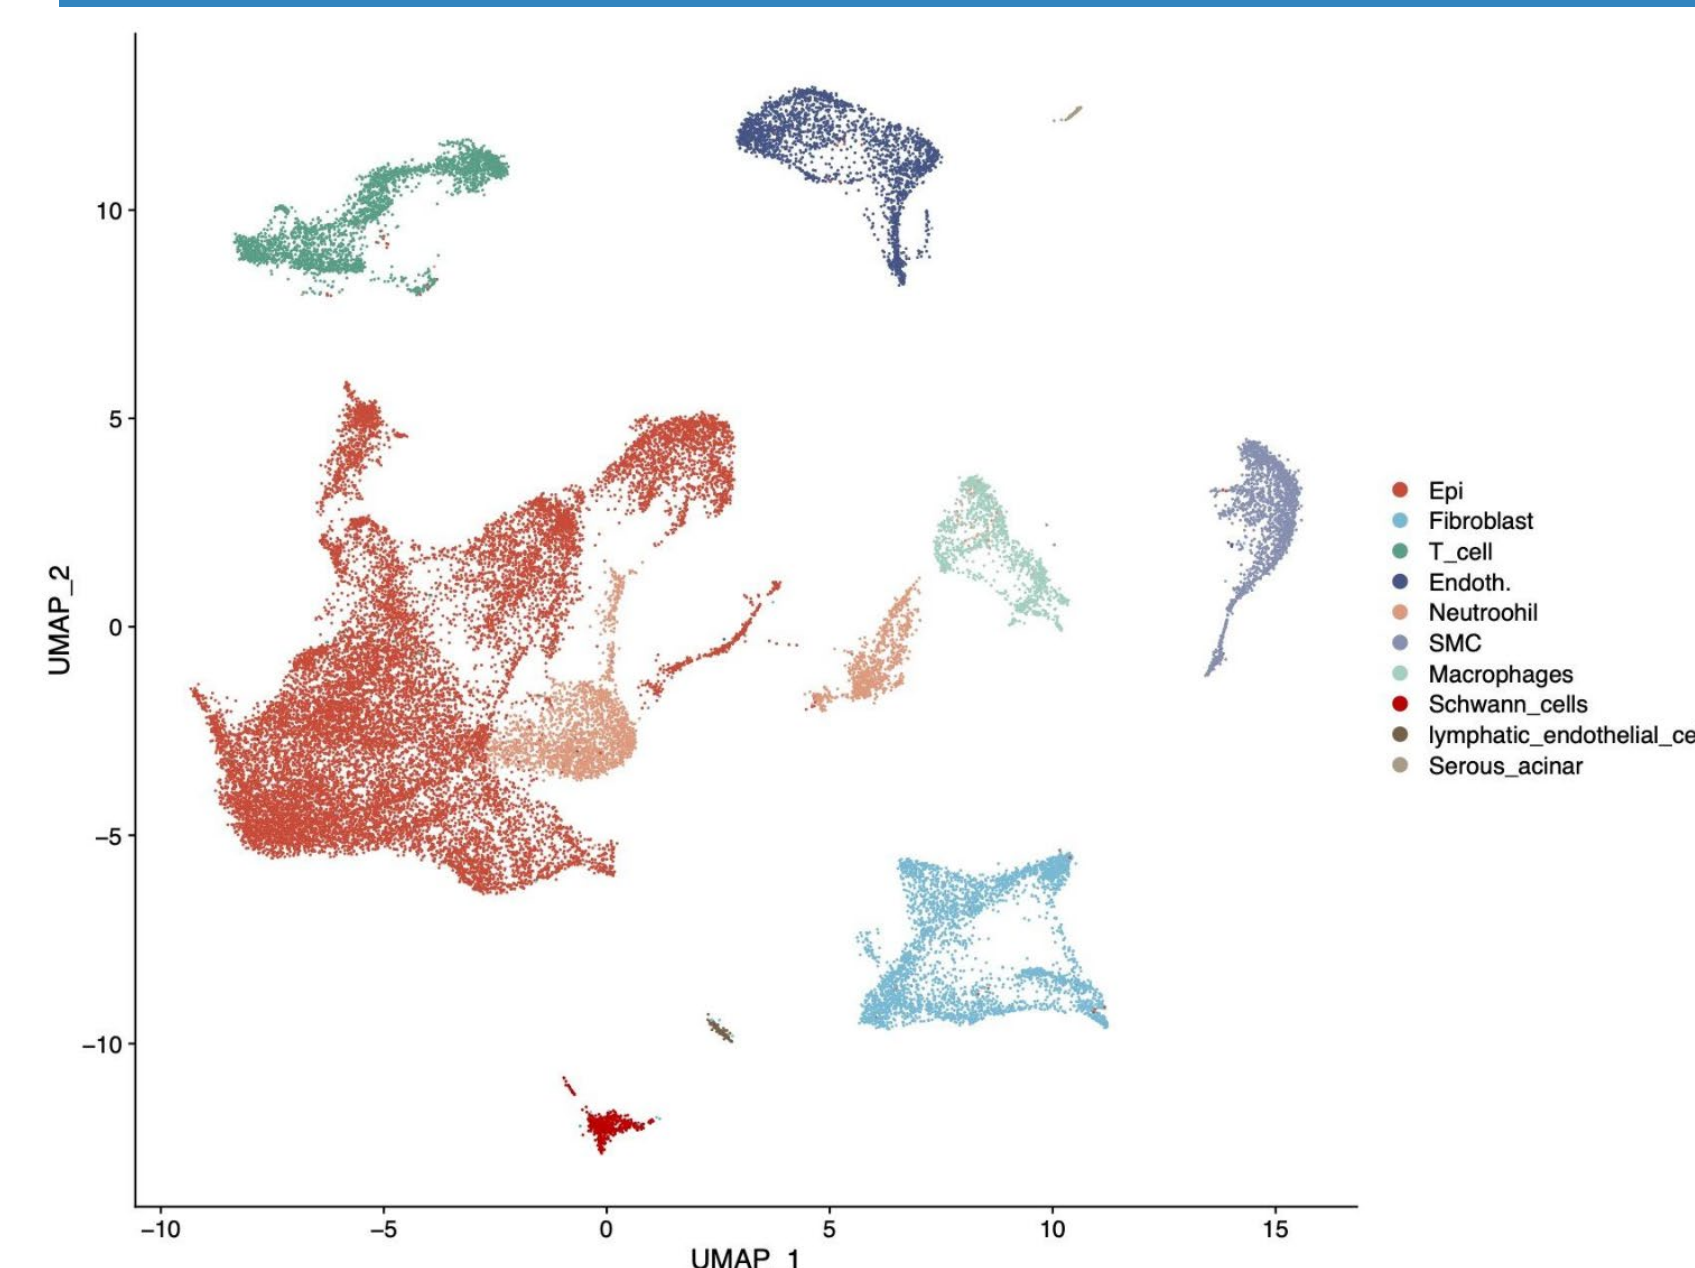 10
5
0
−5
−10
UMAP_2
−10
−5
0
5
10
15
UMAP_1
Epi
Fibroblast
T_cell
Endoth.
Neutroohil
SMC
Macrophages
Schwann_cells
lymphatic_endothelial_ce
Serous_acinar